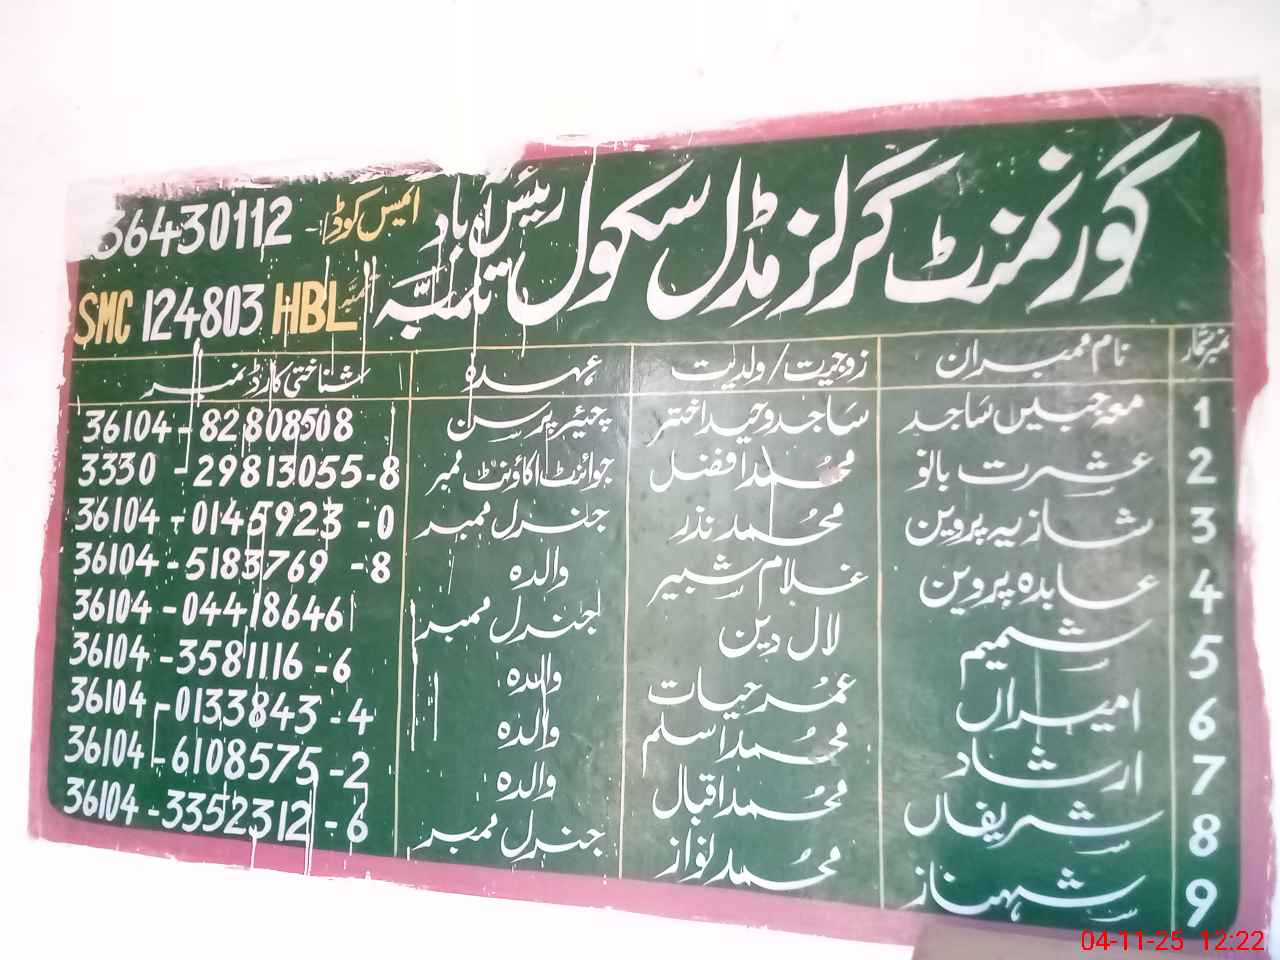 گورنمنٹ گرلز مڈل سکول رئیس آباد تلمبہ
ایمس کوڈ - 36430112
SMC 124803 HBL نمبر
نمبر شمار نام ممبران زوجیت / ولدیت عہدہ شناختی کارڈ نمبر
1 مہ جبیں ساجد ساجد وحید اختر چیئر پرسن 36104-82808508
2 عشرت بانو محمد افضل جوائنٹ اکاؤنٹ ممبر 3330 - 29813055-8
3 شازیہ پروین محمد نذر جنرل ممبر 36104-0145923-0
4 عابدہ پروین غلام شبیر والدہ 36104-5183769-8
5 شمیم لال دین جنرل ممبر 36104-04418646
6 امیراں عمر حیات والدہ 36104-3581116-6
7 ارشاد محمد اسلم والدہ 36104-0133843-4
8 شریفاں محمد اقبال والدہ 36104-6108575-2
9 شہناز محمد نواز جنرل ممبر 36104-3352312-6
04-11-25 12:22